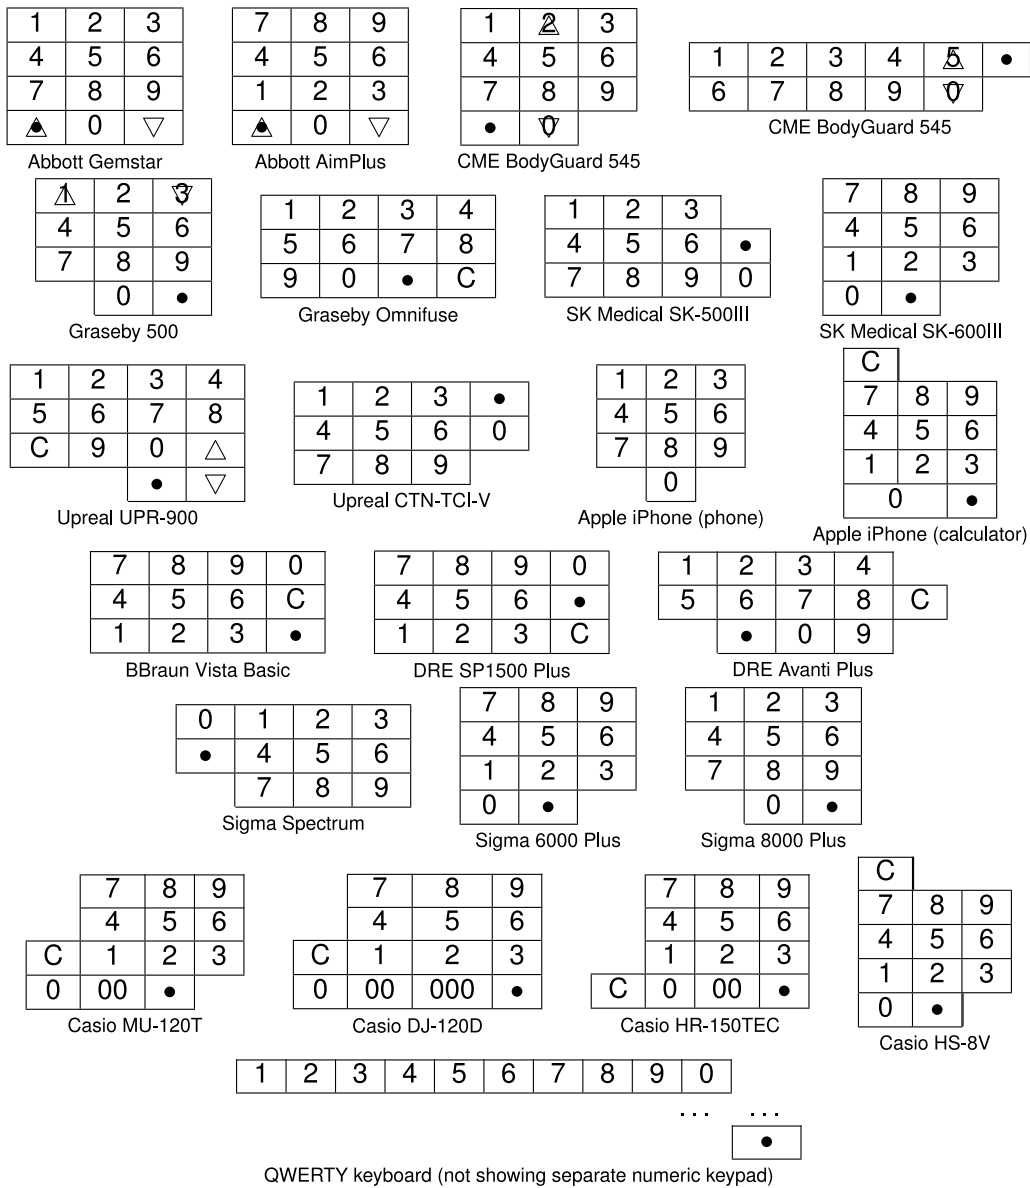 1 2 3
4 5 6
7 8 9
● 0 ▽
Abbott Gemstar
7 8 9
4 5 6
1 2 3
● 0 ▽
Abbott AimPlus
1 2 3
4 5 6
7 8 9
● 0
CME BodyGuard 545
1 2 3 4 5 ●
6 7 8 9 0
CME BodyGuard 545
1 2 3
4 5 6
7 8 9
0 ●
Graseby 500
1 2 3 4
5 6 7 8
9 0 ● C
Graseby Omnifuse
1 2 3
4 5 6 ●
7 8 9 0
SK Medical SK-500III
7 8 9
4 5 6
1 2 3
0 ●
SK Medical SK-600III
1 2 3 4
5 6 7 8
C 9 0 △
● ▽
Upreal UPR-900
1 2 3 ●
4 5 6 0
7 8 9
Upreal CTN-TCI-V
1 2 3
4 5 6
7 8 9
0
Apple iPhone (phone)
C
7 8 9
4 5 6
1 2 3
0 ●
Apple iPhone (calculator)
7 8 9 0
4 5 6 C
1 2 3 ●
BBraun Vista Basic
7 8 9 0
4 5 6 ●
1 2 3 C
DRE SP1500 Plus
1 2 3 4
5 6 7 8 C
● 0 9
DRE Avanti Plus
0 1 2 3
● 4 5 6
7 8 9
Sigma Spectrum
7 8 9
4 5 6
1 2 3
0 ●
Sigma 6000 Plus
1 2 3
4 5 6
7 8 9
0 ●
Sigma 8000 Plus
7 8 9
4 5 6
C 1 2 3
0 00 ●
Casio MU-120T
7 8 9
4 5 6
C 1 2 3
0 00 000 ●
Casio DJ-120D
7 8 9
4 5 6
1 2 3
C 0 00 ●
Casio HR-150TEC
C
7 8 9
4 5 6
1 2 3
0 ●
Casio HS-8V
1 2 3 4 5 6 7 8 9 0
... ...
●
QWERTY keyboard (not showing separate numeric keypad)